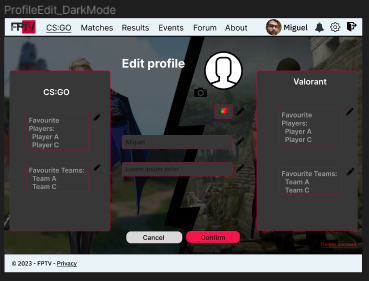 ProfileEdit_DarkMode
FPTV CS:GO Matches Results Events Forum About Miguel
Edit profile
CS:GO
Favourite
Players:
Player A
Player C
Favourite Teams:
Team A
Team C
Miguel
Lorem ipsum dolor
Cancel Confirm
Valorant
Favourite
Players:
Player A
Player C
Favourite Teams:
Team A
Team C
Delete account
© 2023 - FPTV - Privacy